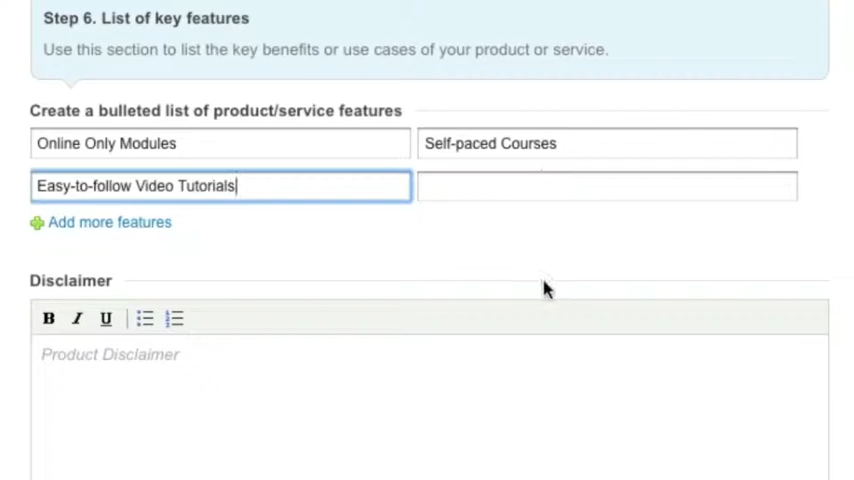 Step 6. List of key features
Use this section to list the key benefits or use cases of your product or service.
Create a bulleted list of product/service features
Online Only Modules
Self-paced Courses
Easy-to-follow Video Tutorials
Add more features
Disclaimer
B I U
Product Disclaimer